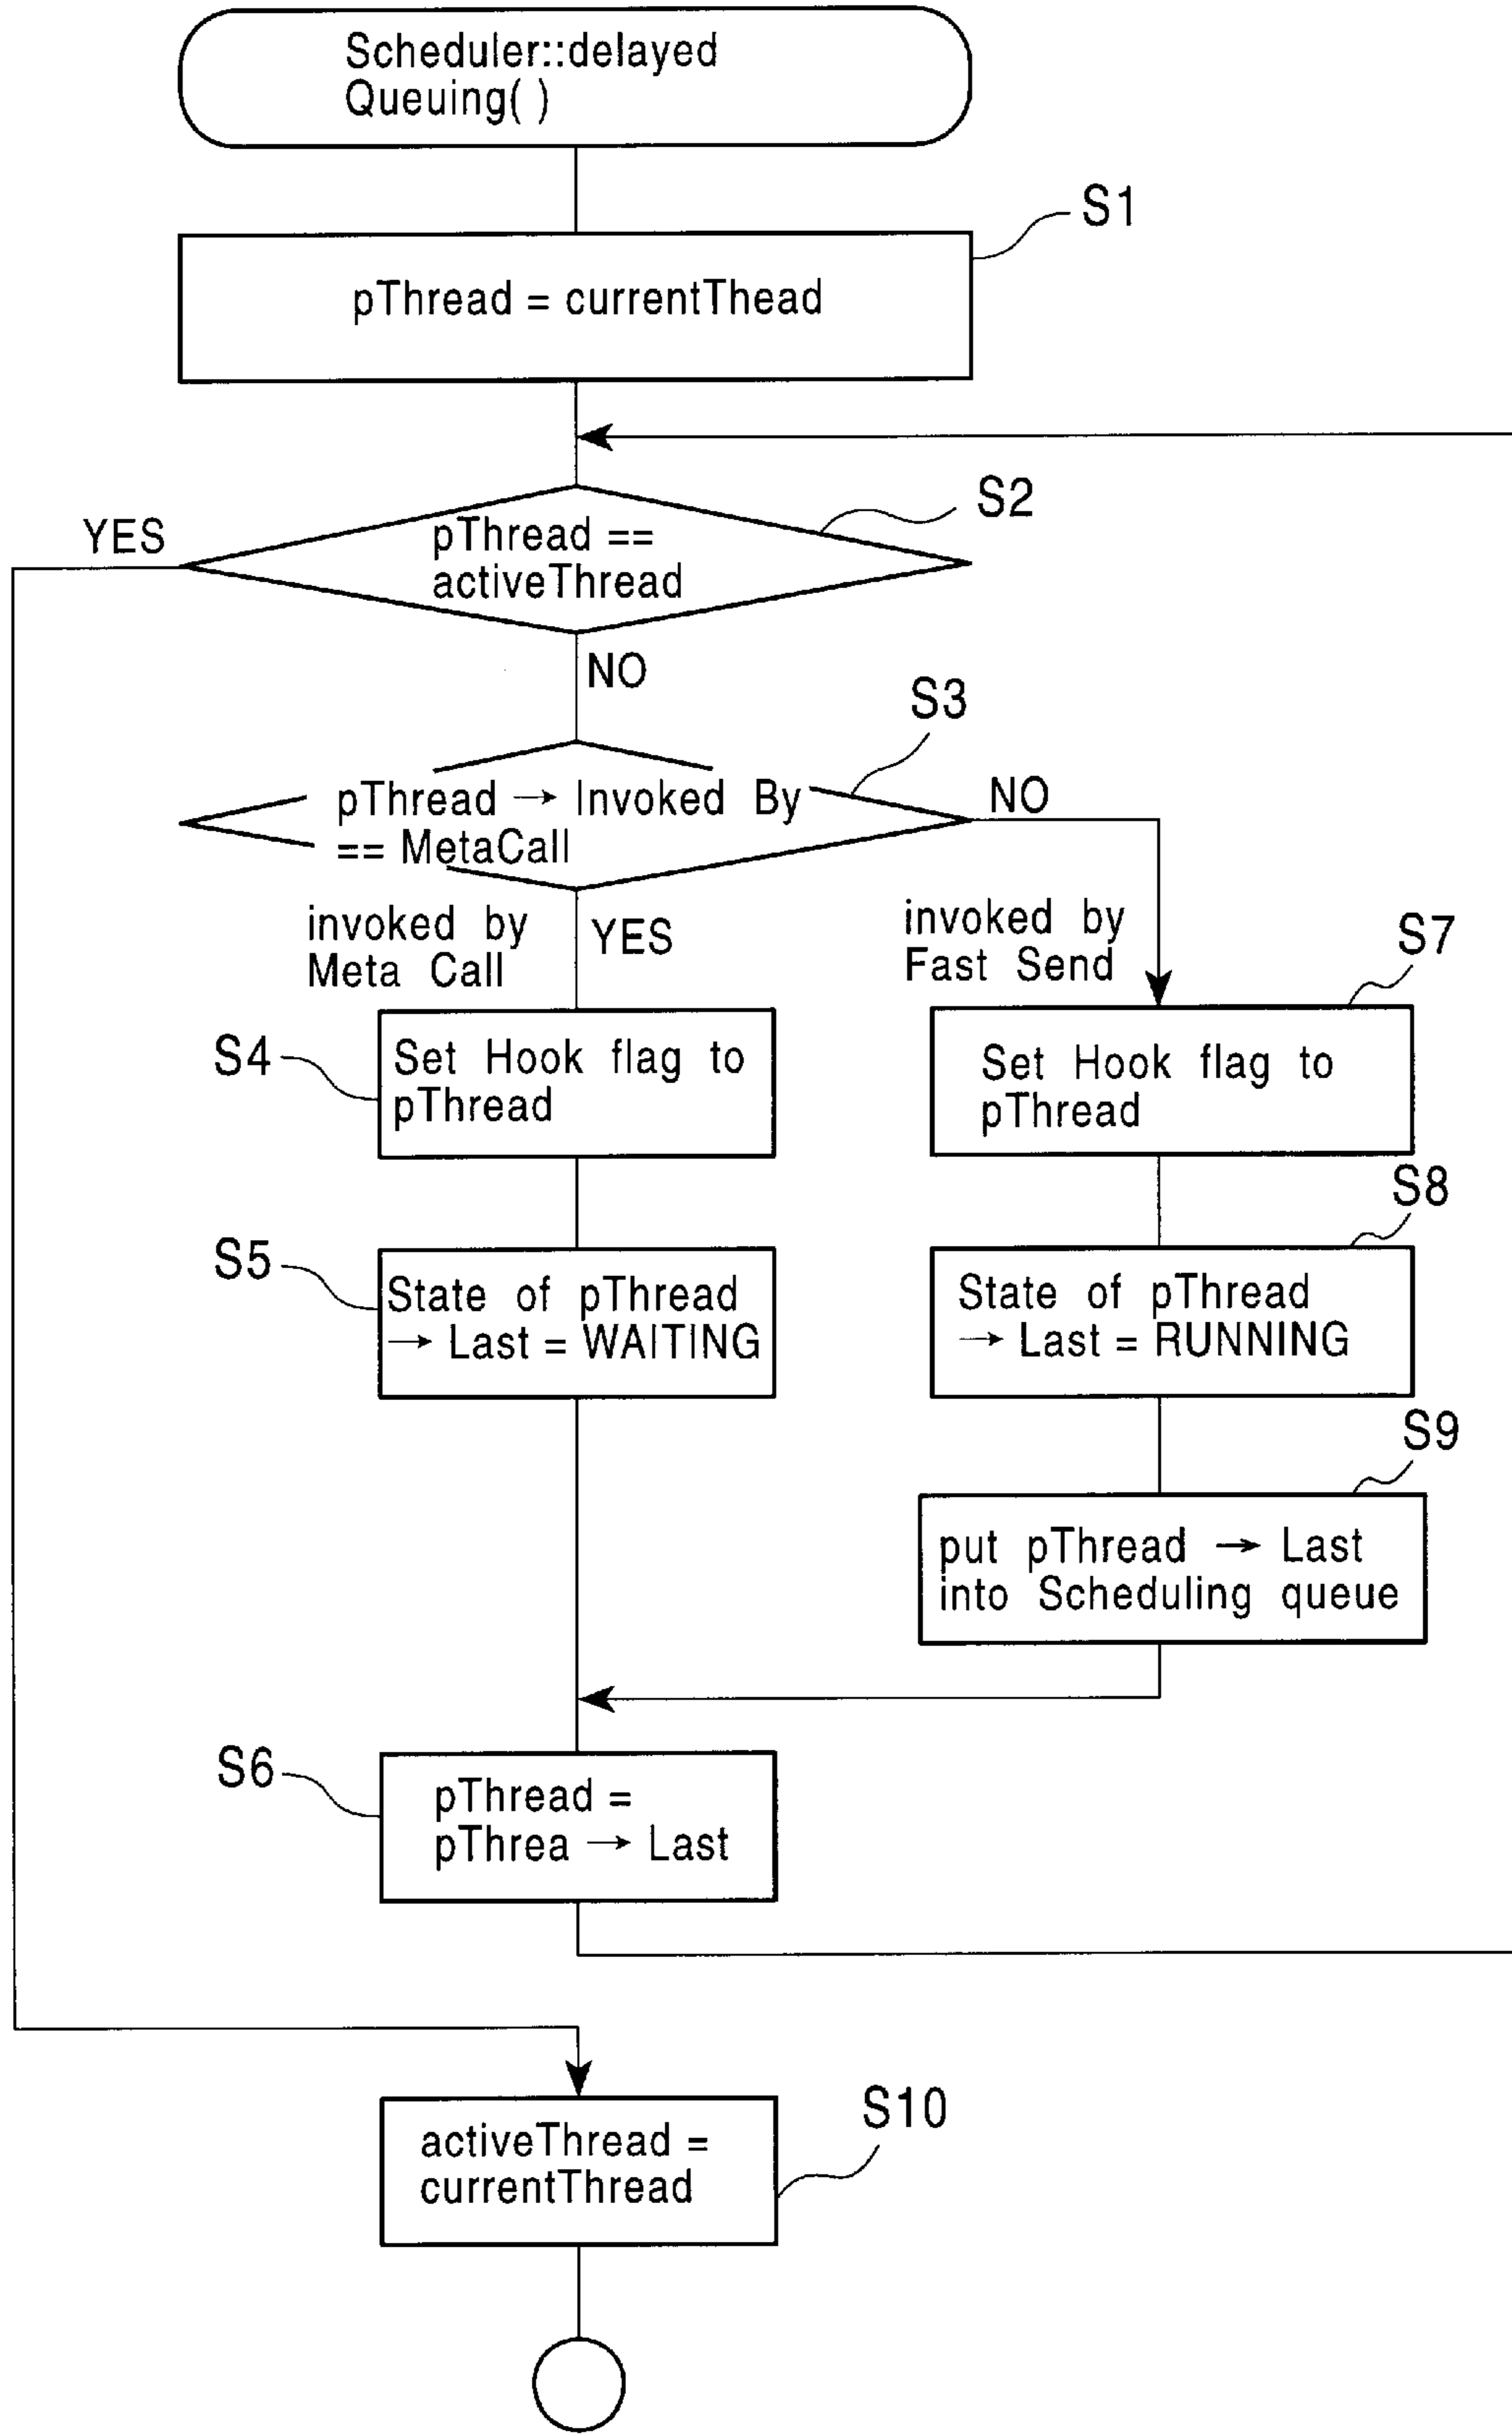 Scheduler::delayed
Queuing( )
S1
pThread = currentThead
S2
YES
pThread ==
activeThread
NO
S3
pThread → Invoked By
== MetaCall
NO
invoked by
Meta Call
YES
invoked by
Fast Send
S7
S4
Set Hook flag to
pThread
Set Hook flag to
pThread
S8
S5
State of pThread
→ Last = WAITING
State of pThread
→ Last = RUNNING
S9
put pThread → Last
into Scheduling queue
S6
pThread =
pThrea → Last
S10
activeThread =
currentThread